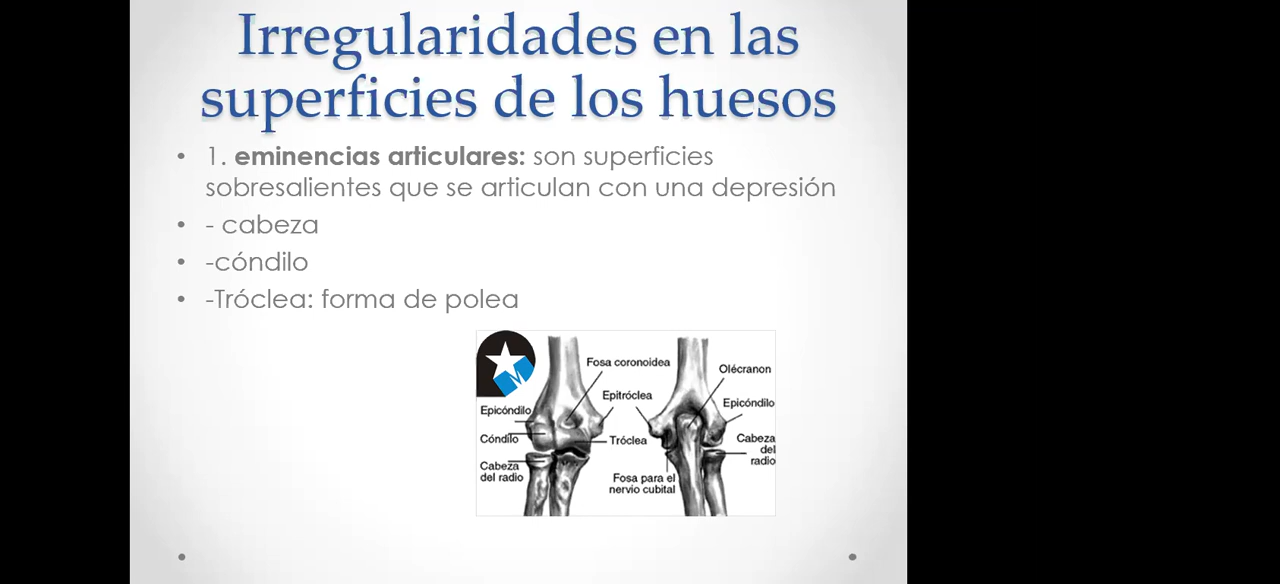 Irregularidades en las
superficies de los huesos
• 1. eminencias articulares: son superficies
sobresalientes que se articulan con una depresión
• - cabeza
• -cóndilo
• -Tróclea: forma de polea
Fosa coronoidea
Olécranon
Epitróclea
Epicóndilo
Epicóndilo
Cóndilo
Tróclea
Cabeza
del
radio
Cabeza
del radio
Fosa para el
nervio cubital
M